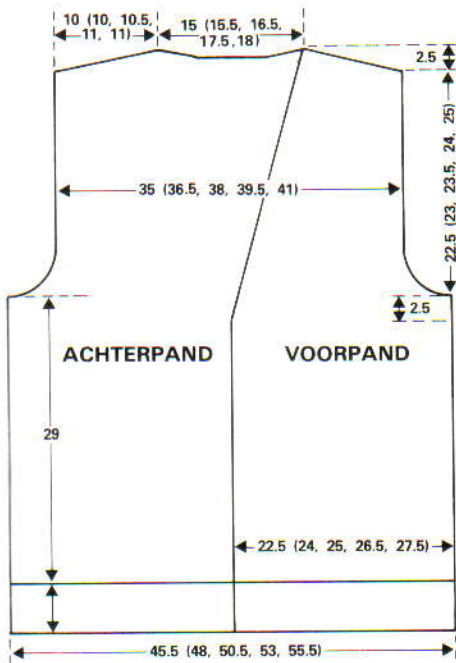 10 (10, 10.5,
11, 11)
15 (15.5, 16.5,
17.5 ,18)
2.5
35 (36.5, 38, 39.5, 41)
22.5 (23, 23.5, 24, 25)
2.5
ACHTERPAND
VOORPAND
29
22.5 (24, 25, 26.5, 27.5)
45.5 (48, 50.5, 53, 55.5)